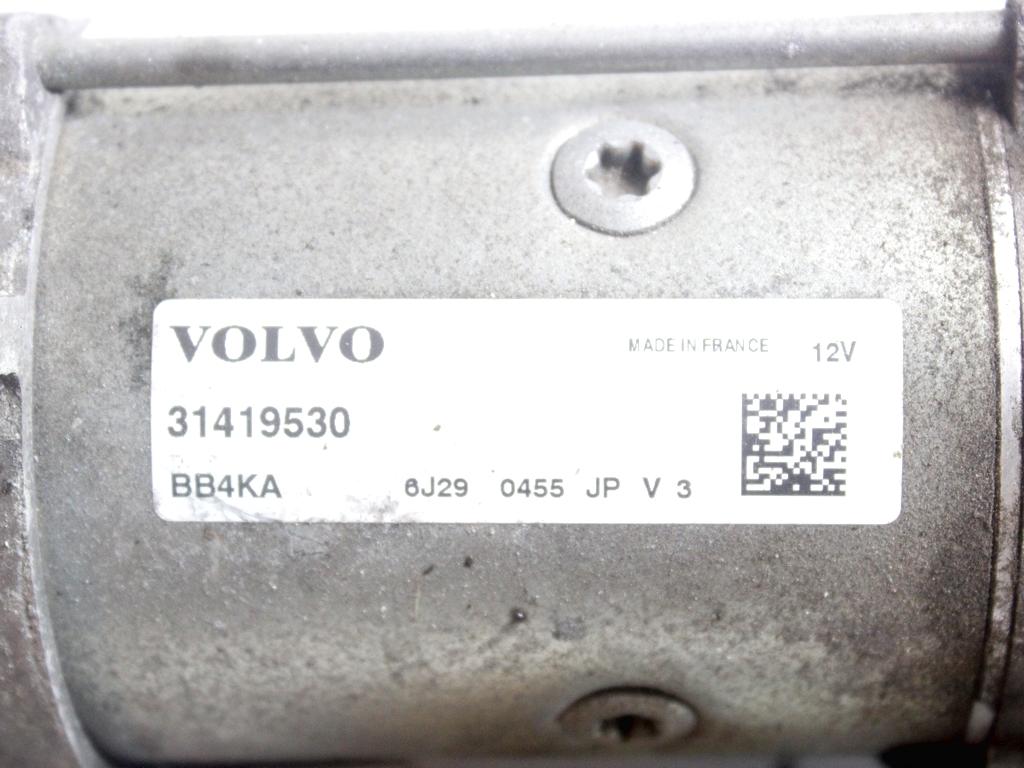 VOLVO MADE IN FRANCE 12V
31419530
BB4KA 6J29 0455 JP V 3